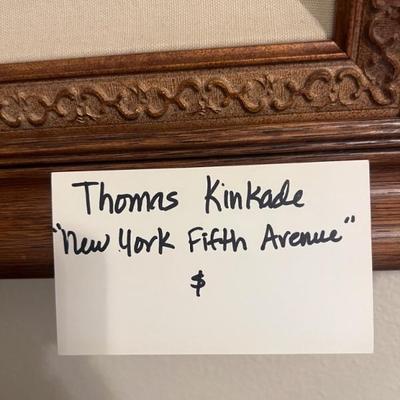 Thomas Kinkade
"New York Fifth Avenue"
$